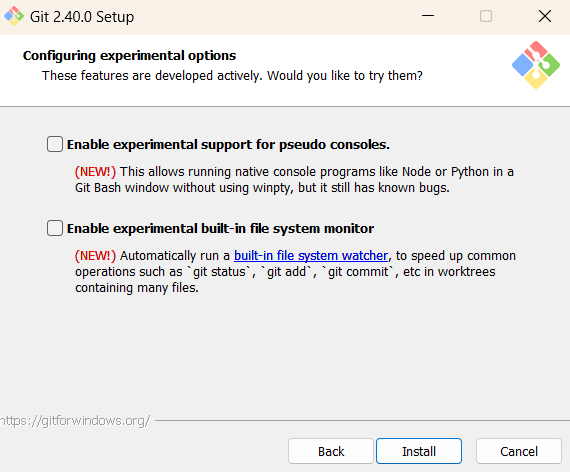 Git 2.40.0 Setup
Configuring experimental options
These features are developed actively. Would you like to try them?
Enable experimental support for pseudo consoles.
(NEW!) This allows running native console programs like Node or Python in a
Git Bash window without using winpty, but it still has known bugs.
Enable experimental built-in file system monitor
(NEW!) Automatically run a built-in file system watcher, to speed up common
operations such as `git status`, `git add`, `git commit`, etc in worktrees
containing many files.
https://gitforwindows.org/
Back Install Cancel